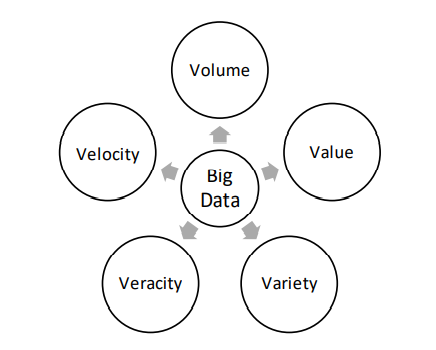 Volume
Velocity
Value
Big
Data
Veracity
Variety